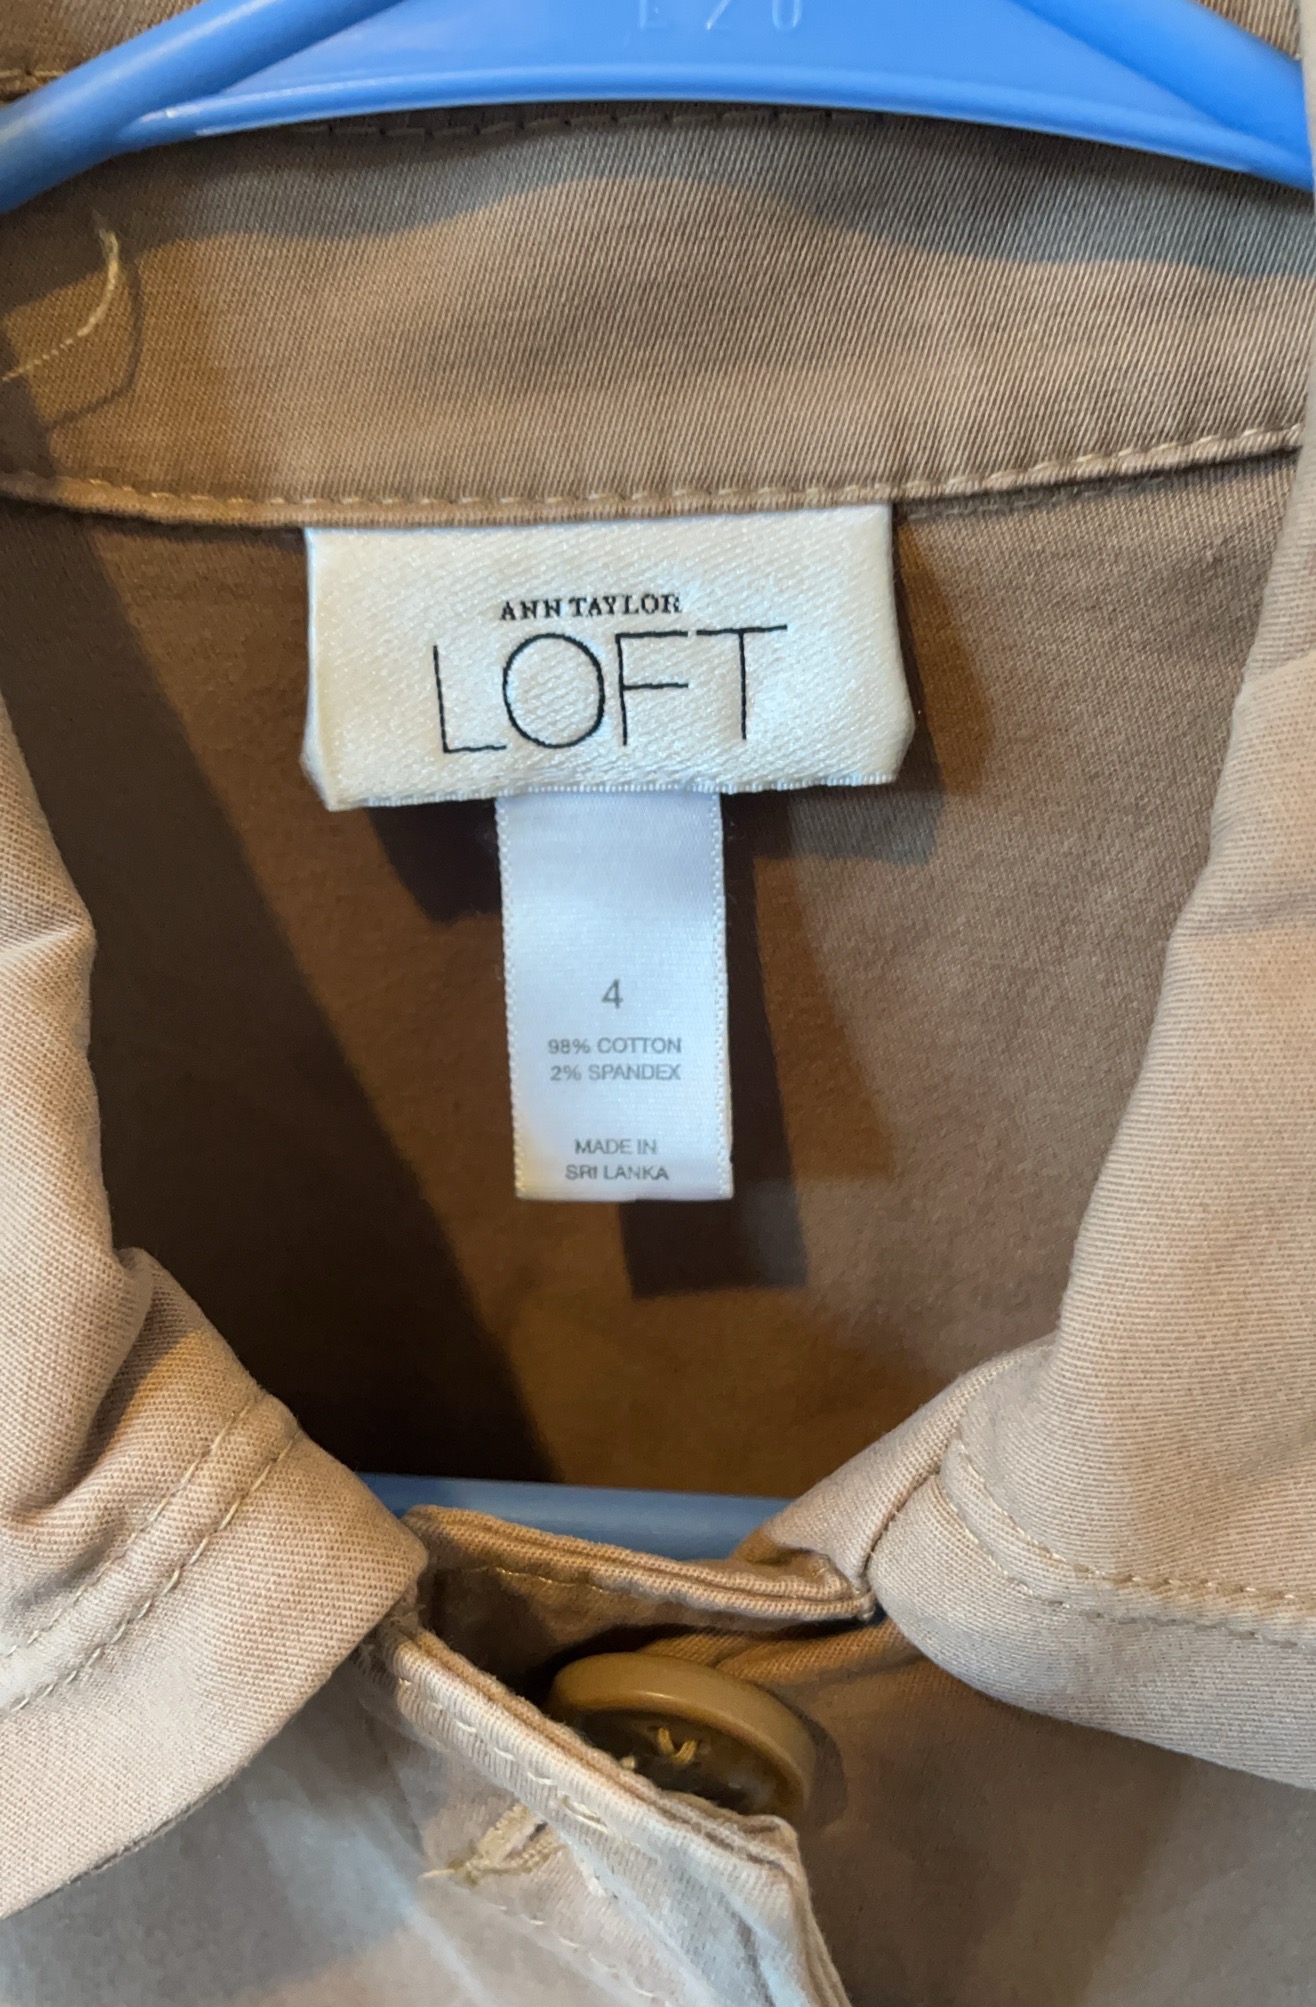 ANN TAYLOR
LOFT
4
98% COTTON
2% SPANDEX
MADE IN
SRI LANKA